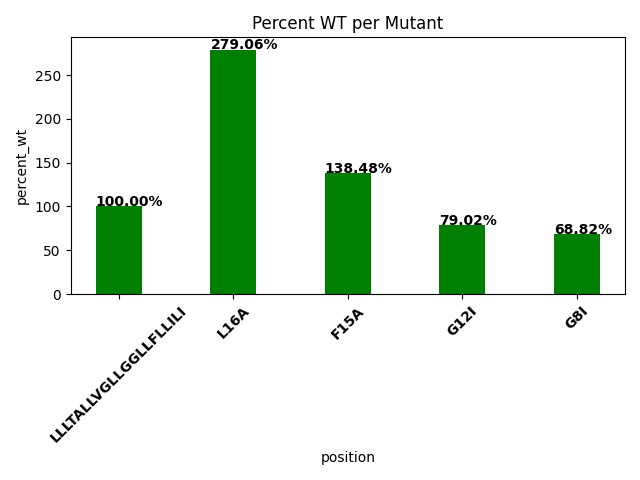 Percent WT per Mutant
percent_wt
250
200
150
100
50
0
100.00%
279.06%
138.48%
79.02%
68.82%
LLLTALLVGLLGGLLFLLILI
L16A
F15A
G12I
G8I
position